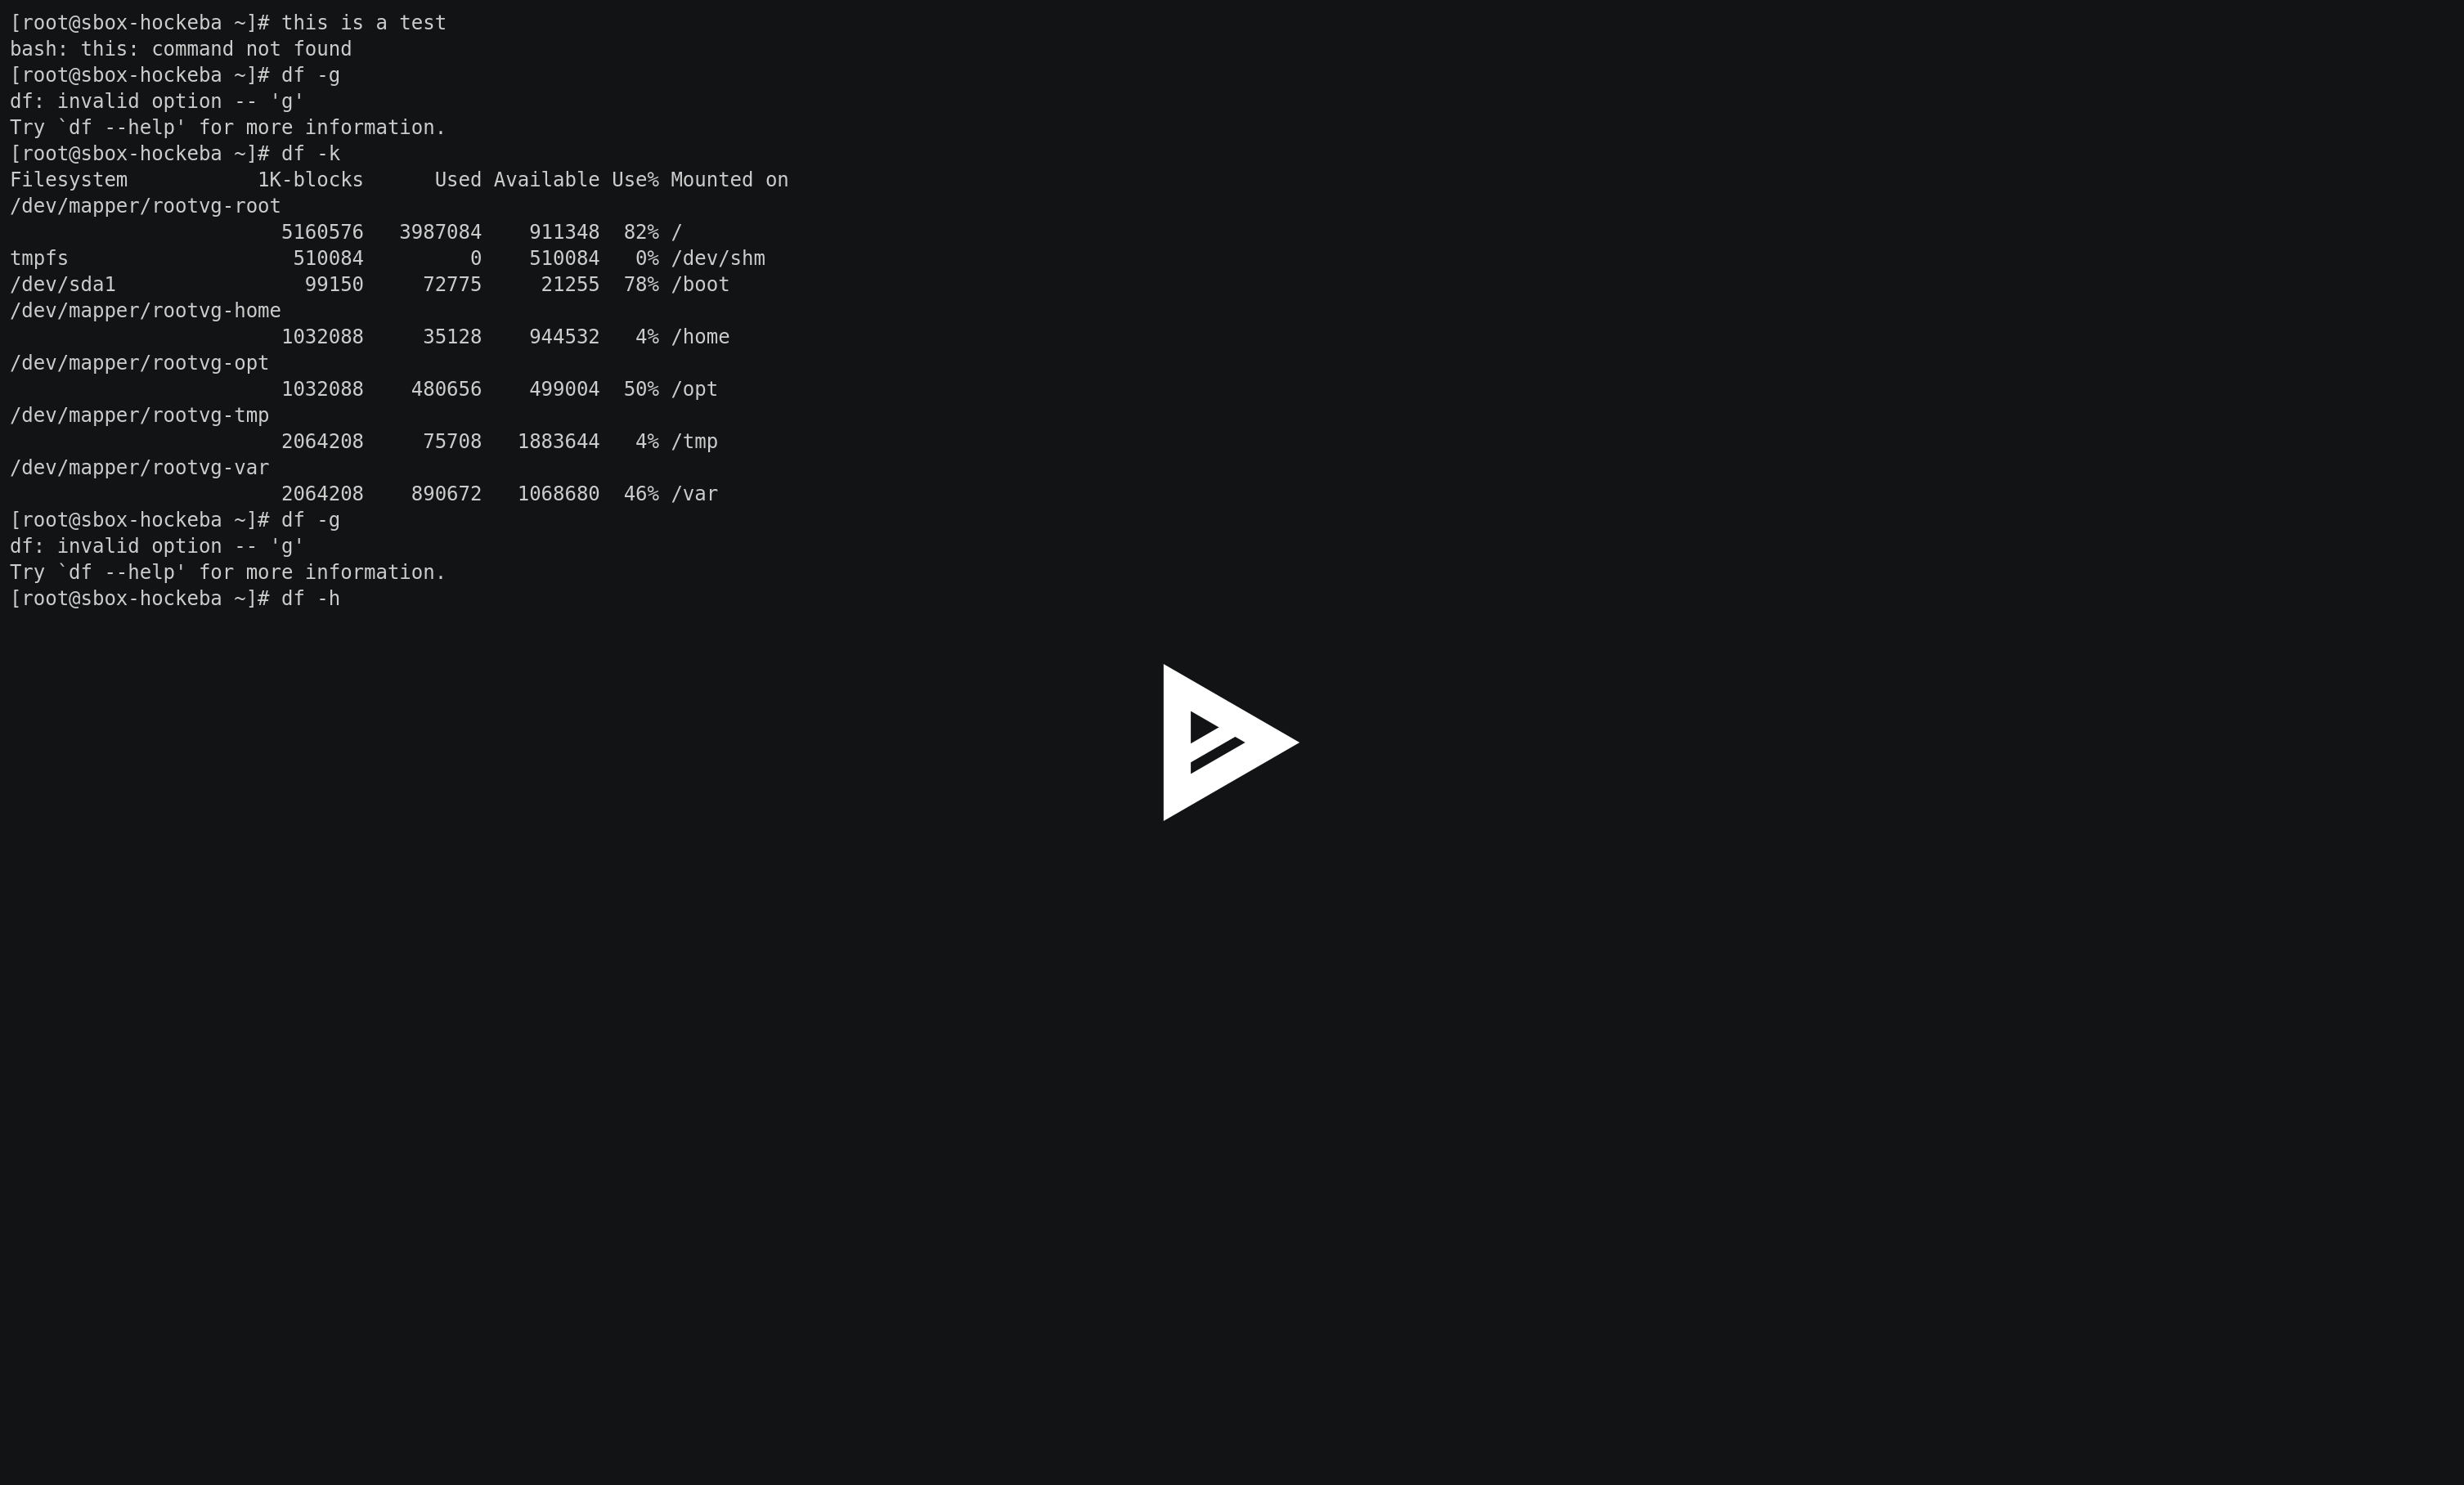 [root@sbox-hockeba ~]# this is a test
bash: this: command not found
[root@sbox-hockeba ~]# df -g
df: invalid option -- 'g'
Try `df --help' for more information.
[root@sbox-hockeba ~]# df -k
Filesystem           1K-blocks      Used Available Use% Mounted on
/dev/mapper/rootvg-root
                       5160576   3987084    911348  82% /
tmpfs                   510084         0    510084   0% /dev/shm
/dev/sda1                99150     72775     21255  78% /boot
/dev/mapper/rootvg-home
                       1032088     35128    944532   4% /home
/dev/mapper/rootvg-opt
                       1032088    480656    499004  50% /opt
/dev/mapper/rootvg-tmp
                       2064208     75708   1883644   4% /tmp
/dev/mapper/rootvg-var
                       2064208    890672   1068680  46% /var
[root@sbox-hockeba ~]# df -g
df: invalid option -- 'g'
Try `df --help' for more information.
[root@sbox-hockeba ~]# df -h